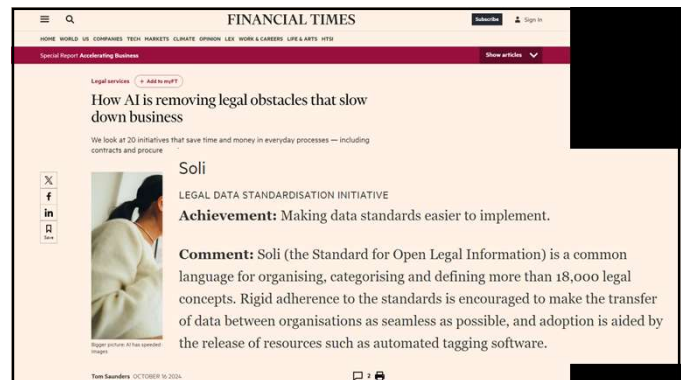 FINANCIAL TIMES
Subscribe
Sign In
HOME WORLD US COMPANIES TECH MARKETS CLIMATE OPINION LEX WORK & CAREERS LIFE & ARTS HTSI
Special Report Accelerating Business
Show articles
Legal services
+ Add to myFT
How AI is removing legal obstacles that slow
down business
We look at 20 initiatives that save time and money in everyday processes — including
contracts and procure
Soli
LEGAL DATA STANDARDISATION INITIATIVE
Achievement: Making data standards easier to implement.
Comment: Soli (the Standard for Open Legal Information) is a common
language for organising, categorising and defining more than 18,000 legal
concepts. Rigid adherence to the standards is encouraged to make the transfer
of data between organisations as seamless as possible, and adoption is aided by
the release of resources such as automated tagging software.
Save
Bigger picture: AI has speeded
images
Tom Saunders OCTOBER 16 2024
2